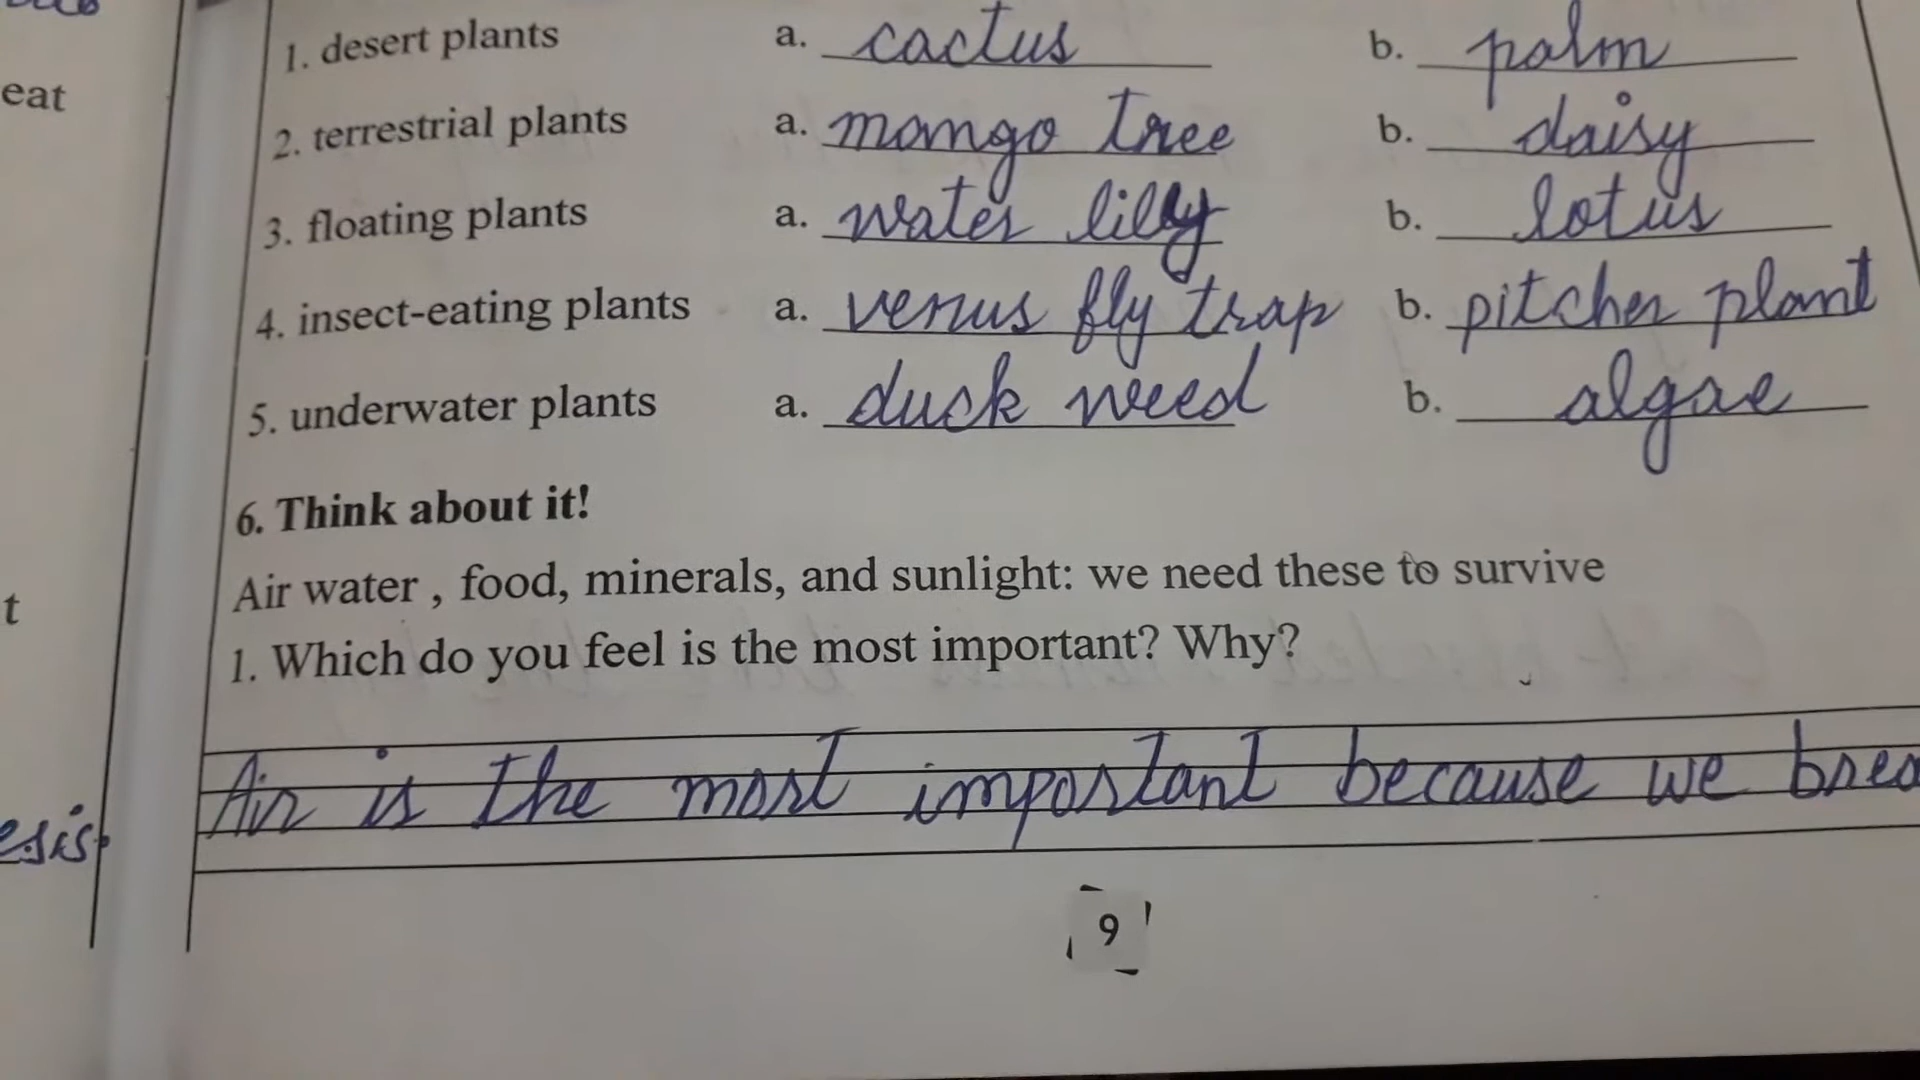 eat
t
esis
1. desert plants a. cactus b. palm
2. terrestrial plants a. mango tree b. daisy
3. floating plants a. water lilly b. lotus
4. insect-eating plants a. venus fly trap b. pitcher plant
5. underwater plants a. duck weed b. algae
6. Think about it!
Air water , food, minerals, and sunlight: we need these to survive
1. Which do you feel is the most important? Why?
Air is the most important because we brea
9